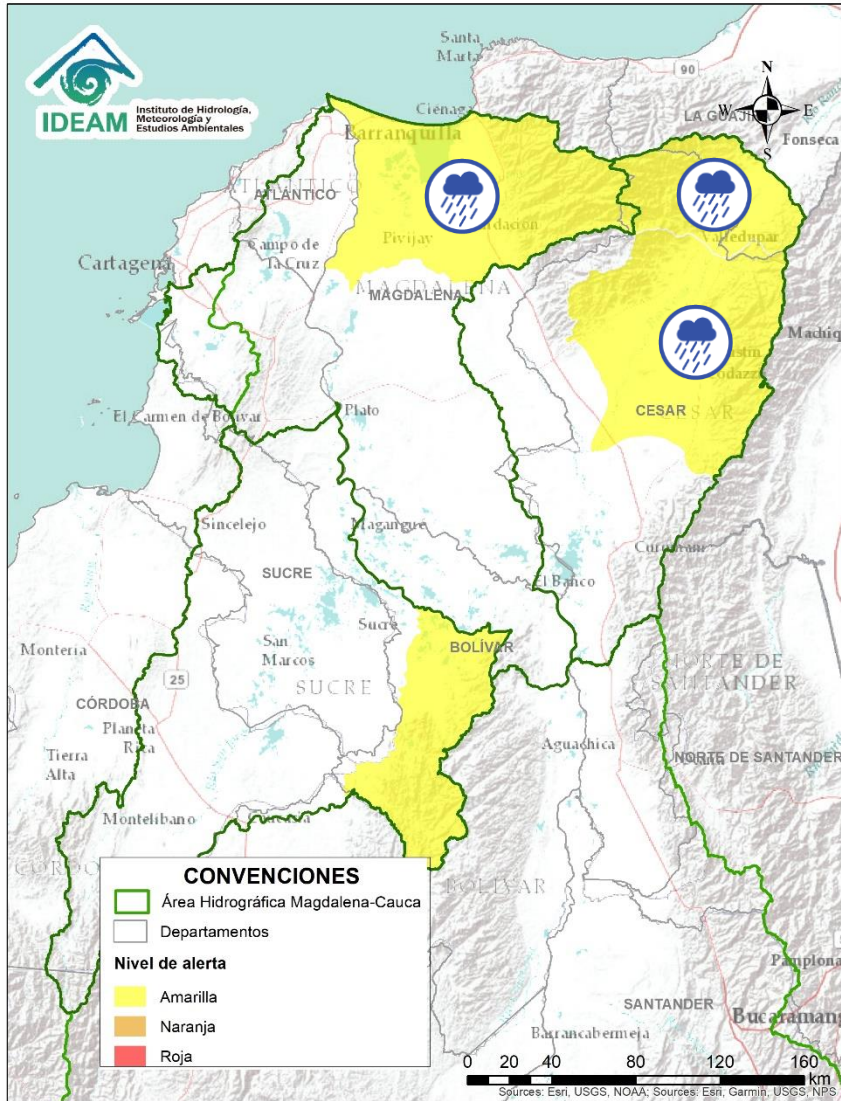 IDEAM
Instituto de Hidrología,
Meteorología y
Estudios Ambientales
Santa
Marta
90
N
W
E
S
LA GUAJI
Fonseca
Ciénaga
Barranquilla
ATLÁNTICO
Campo de
la Cruz
Pivijay
Cartagena
MAGDALENA
Valledupar
Machiq
CESAR
El Carmen de Bolívar
Plato
Sincelejo
Magangué
Curumaní
SUCRE
El Banco
Sucre
BOLÍVAR
San
Marcos
SUCRE
Montería
25
CÓRDOBA
Planeta
Rica
Tierra
Alta
NORTE DE
SANTANDER
NORTE DE SANTANDER
Aguachica
Montelíbano
BOLÍVAR
CONVENCIONES
Área Hidrográfica Magdalena-Cauca
Departamentos
Nivel de alerta
Amarilla
Naranja
Roja
Pamplona
SANTANDER
Bucaramang
Barrancabermeja
0 20 40 80 120 160
km
Sources: Esri, USGS, NOAA; Sources: Esri, Garmin, USGS, NPS